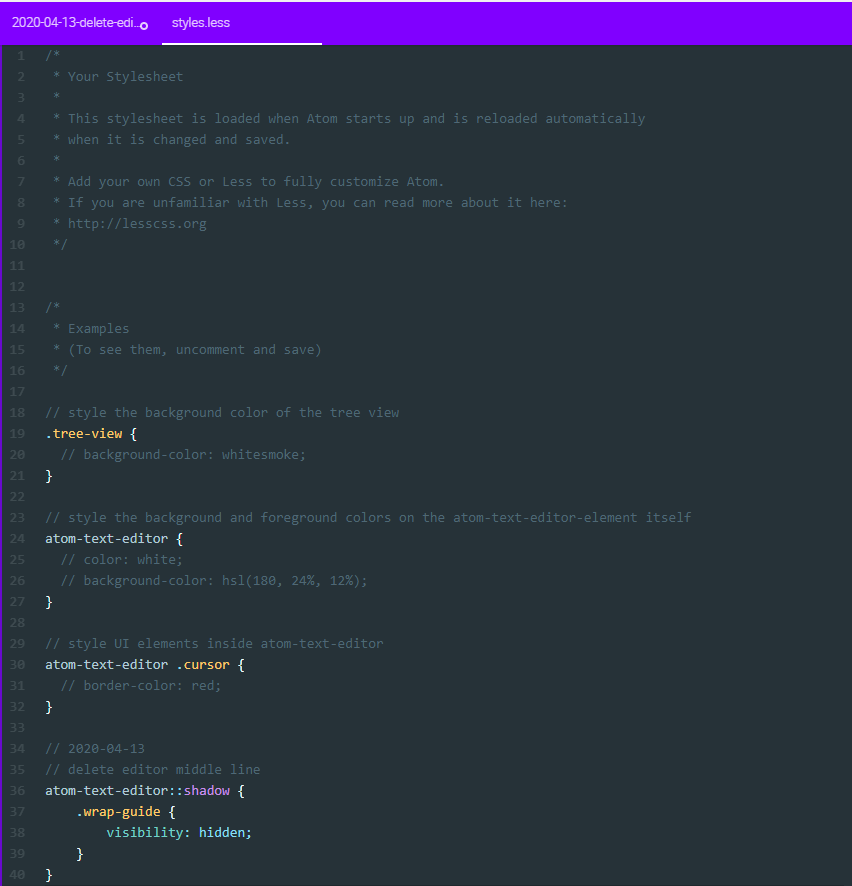 2020-04-13-delete-edi... styles.less
1 /*
2  * Your Stylesheet
3  *
4  * This stylesheet is loaded when Atom starts up and is reloaded automatically
5  * when it is changed and saved.
6  *
7  * Add your own CSS or Less to fully customize Atom.
8  * If you are unfamiliar with Less, you can read more about it here:
9  * http://lesscss.org
10  */
11
12
13 /*
14  * Examples
15  * (To see them, uncomment and save)
16  */
17
18 // style the background color of the tree view
19 .tree-view {
20   // background-color: whitesmoke;
21 }
22
23 // style the background and foreground colors on the atom-text-editor-element itself
24 atom-text-editor {
25   // color: white;
26   // background-color: hsl(180, 24%, 12%);
27 }
28
29 // style UI elements inside atom-text-editor
30 atom-text-editor .cursor {
31   // border-color: red;
32 }
33
34 // 2020-04-13
35 // delete editor middle line
36 atom-text-editor::shadow {
37     .wrap-guide {
38         visibility: hidden;
39     }
40 }